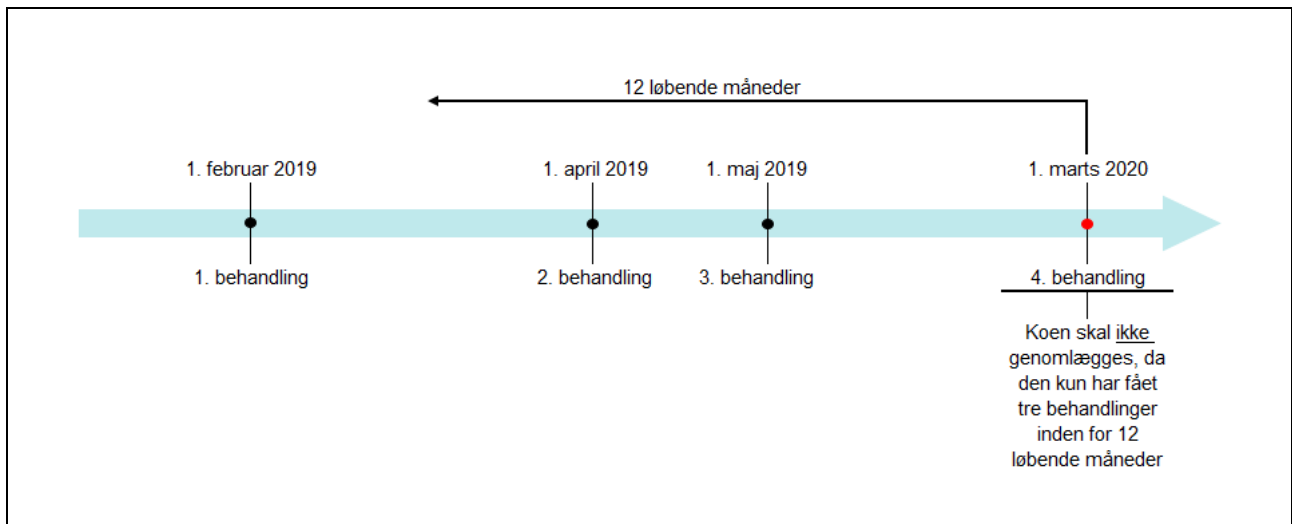 12 løbende måneder
1. februar 2019
1. april 2019
1. maj 2019
1. marts 2020
1. behandling
2. behandling
3. behandling
4. behandling
Koen skal ikke
genomlægges, da
den kun har fået
tre behandlinger
inden for 12
løbende måneder